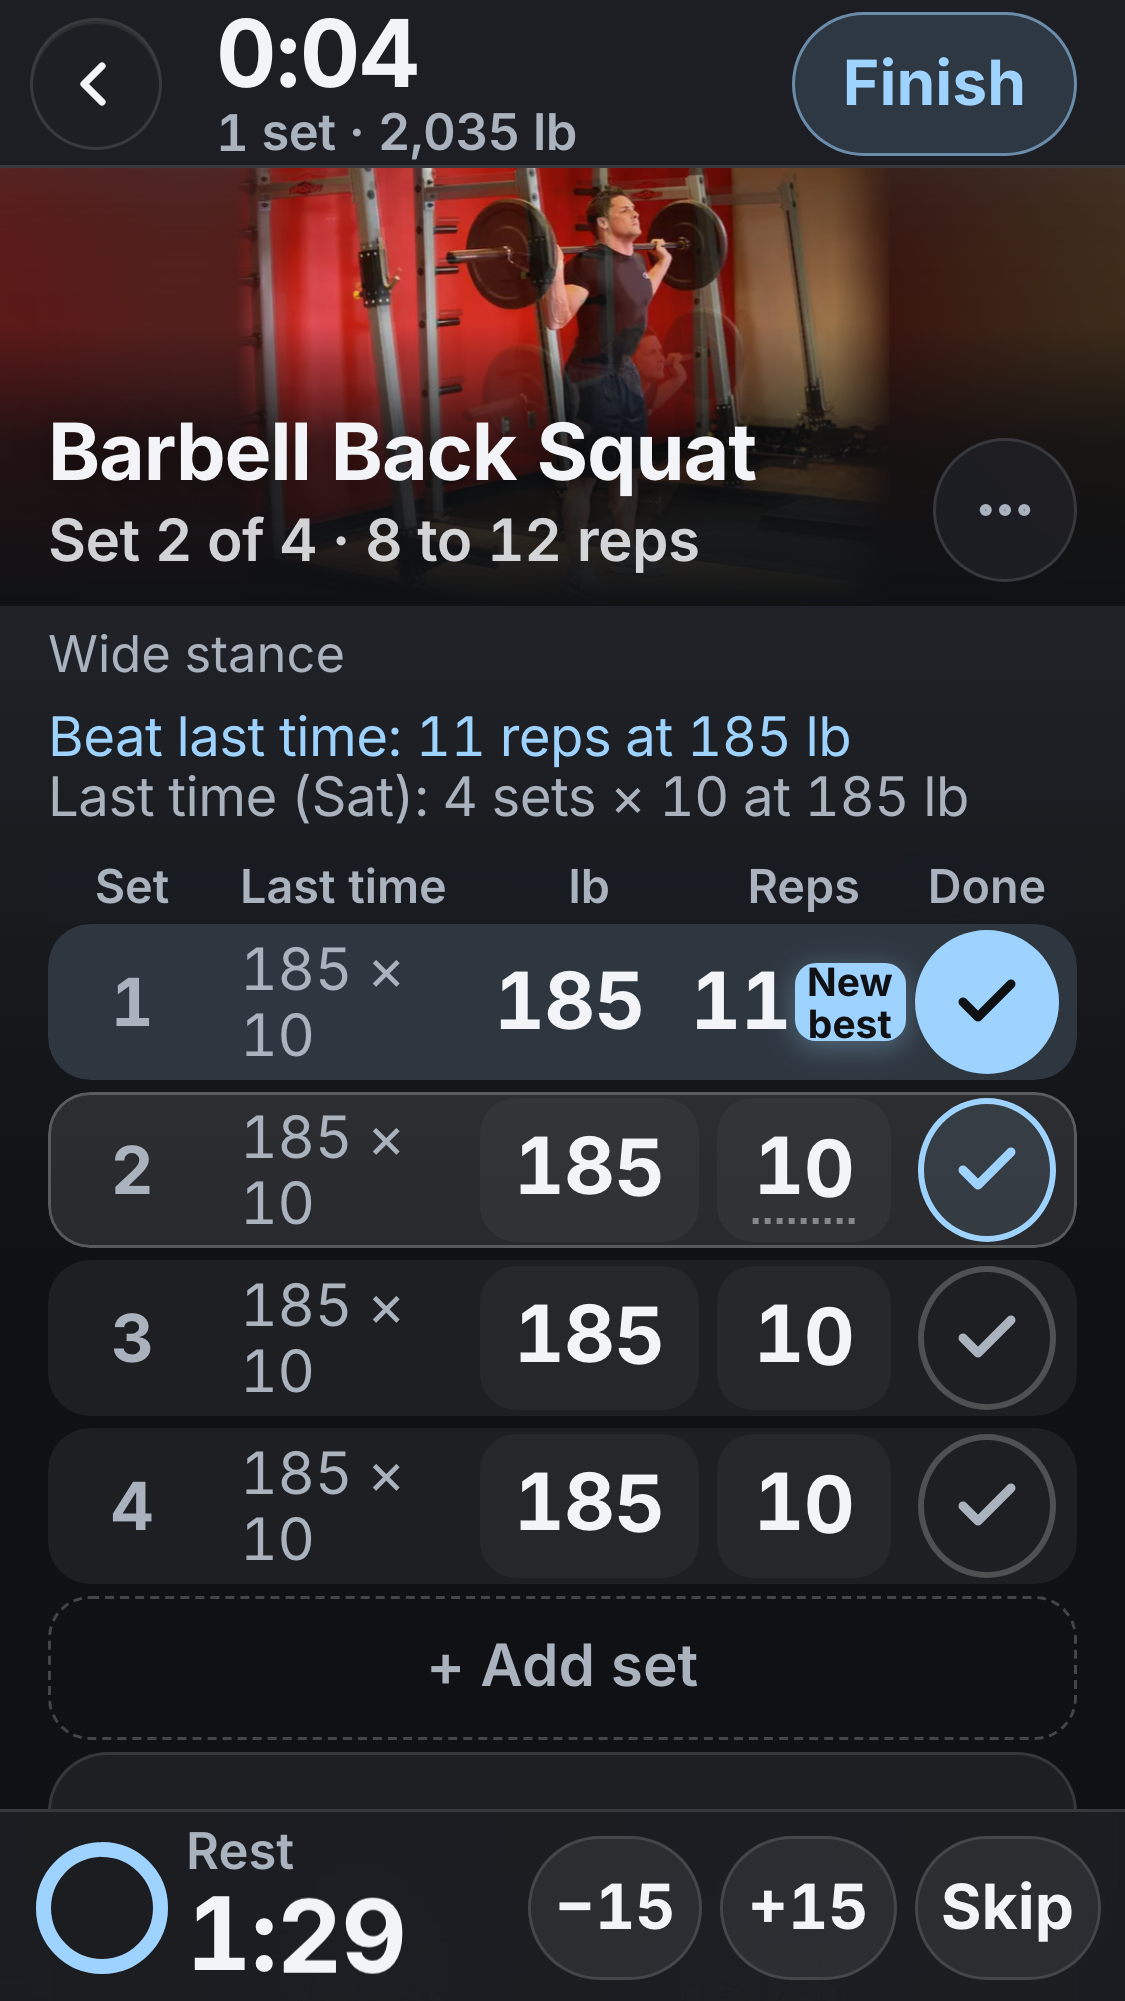 0:04
1 set · 2,035 lb
Finish
Barbell Back Squat
Set 2 of 4 · 8 to 12 reps
Wide stance
Beat last time: 11 reps at 185 lb
Last time (Sat): 4 sets × 10 at 185 lb
Set Last time lb Reps Done
1 185 × 10 185 11 New best
2 185 × 10 185 10
3 185 × 10 185 10
4 185 × 10 185 10
+ Add set
Rest
1:29
−15 +15 Skip